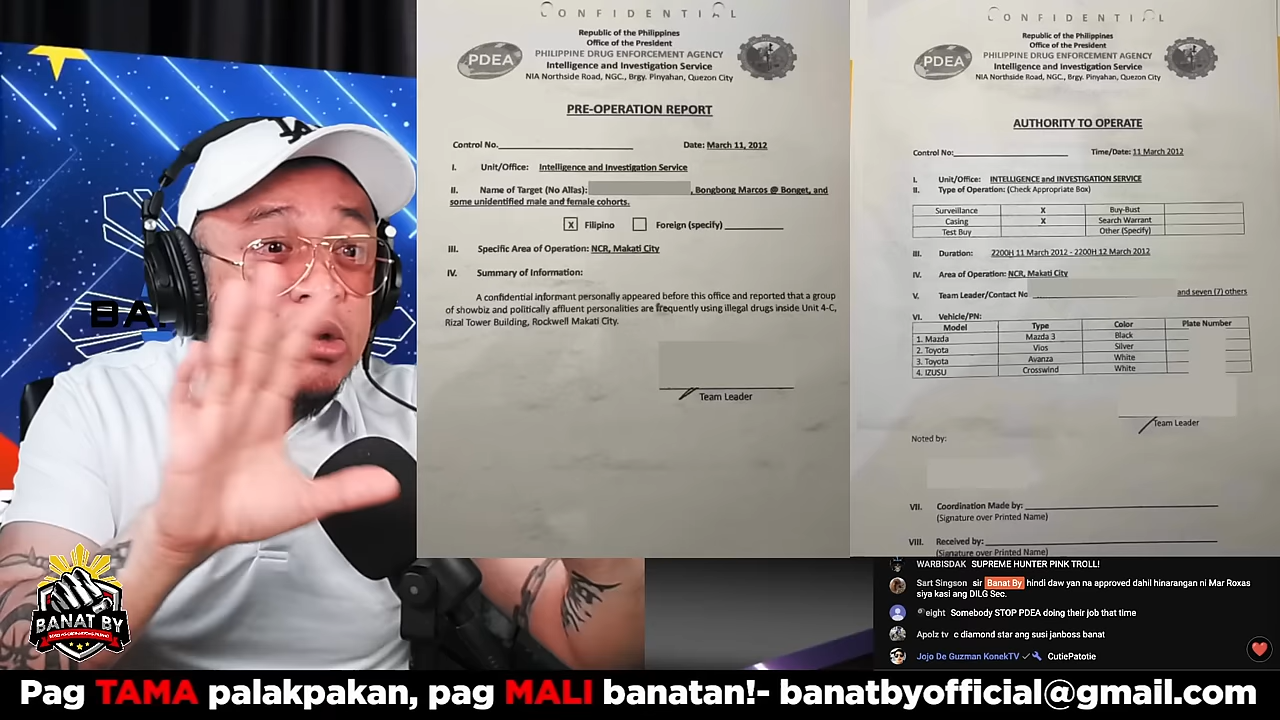 CONFIDENTIAL
Republic of the Philippines
Office of the President
PHILIPPINE DRUG ENFORCEMENT AGENCY
Intelligence and Investigation Service
NIA Northside Road, NGC., Brgy. Pinyahan, Quezon City
PDEA
PRE-OPERATION REPORT
Control No. Date: March 11, 2012
I. Unit/Office: Intelligence and Investigation Service
II. Name of Target (No Alias): , Bongbong Marcos @ Bonget, and
some unidentified male and female cohorts.
X Filipino Foreign (specify)
III. Specific Area of Operation: NCR, Makati City
IV. Summary of Information:
A confidential informant personally appeared before this office and reported that a group
of showbiz and politically affluent personalities are frequently using illegal drugs inside Unit 4-C,
Rizal Tower Building, Rockwell Makati City.
Team Leader
CONFIDENTIAL
Republic of the Philippines
Office of the President
PHILIPPINE DRUG ENFORCEMENT AGENCY
Intelligence and Investigation Service
NIA Northside Road, NGC., Brgy. Pinyahan, Quezon City
PDEA
AUTHORITY TO OPERATE
Control No: Time/Date: 11 March 2012
I. Unit/Office: INTELLIGENCE and INVESTIGATION SERVICE
II. Type of Operation: (Check Appropriate Box)
Surveillance X Buy-Bust
Casing X Search Warrant
Test Buy Other (Specify)
III. Duration: 2200H 11 March 2012 - 2200H 12 March 2012
IV. Area of Operation: NCR, Makati City
V. Team Leader/Contact No and seven (7) others
VI. Vehicle/PN:
Model Type Color Plate Number
1. Mazda Mazda 3 Black
2. Toyota Vios Silver
3. Toyota Avanza White
4. IZUSU Crosswind White
Team Leader
Noted by:
VII. Coordination Made by:
(Signature over Printed Name)
VIII. Received by:
(Signature over Printed Name)
LA
BA
BANAT BY
WARBISDAK SUPREME HUNTER PINK TROLL!
Sart Singson sir Banat By hindi daw yan na approved dahil hinarangan ni Mar Roxas
siya kasi ang DILG Sec.
eight Somebody STOP PDEA doing their job that time
Apolz tv c diamond star ang susi janboss banat
Jojo De Guzman KonekTV CutiePatotie
Pag TAMA palakpakan, pag MALI banatan!- banatbyofficial@gmail.com